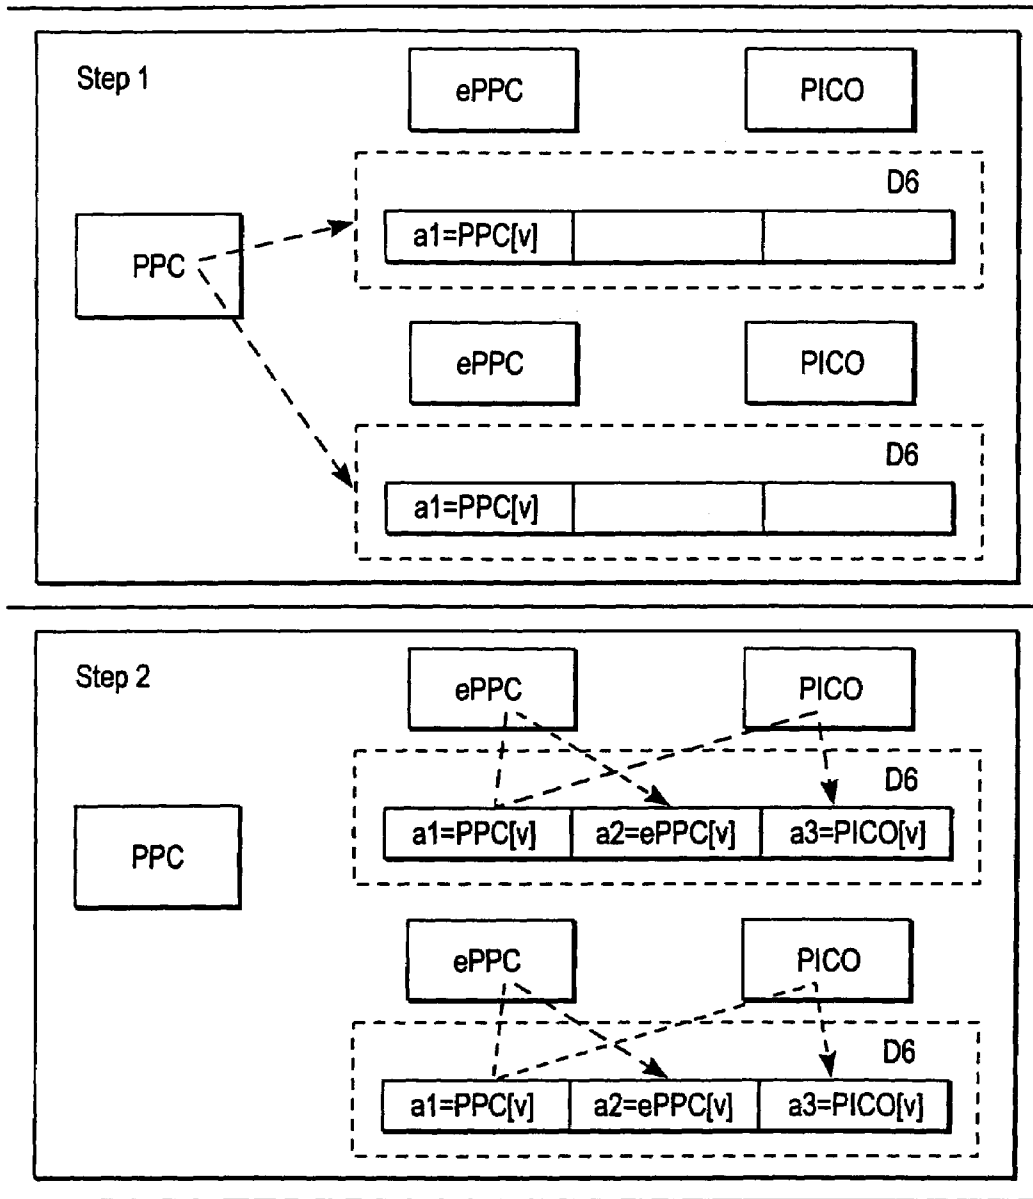 Step 1
ePPC
PICO
D6
PPC
a1=PPC[v]
ePPC
PICO
D6
a1=PPC[v]
Step 2
ePPC
PICO
D6
PPC
a1=PPC[v] a2=ePPC[v] a3=PICO[v]
ePPC
PICO
D6
a1=PPC[v] a2=ePPC[v] a3=PICO[v]